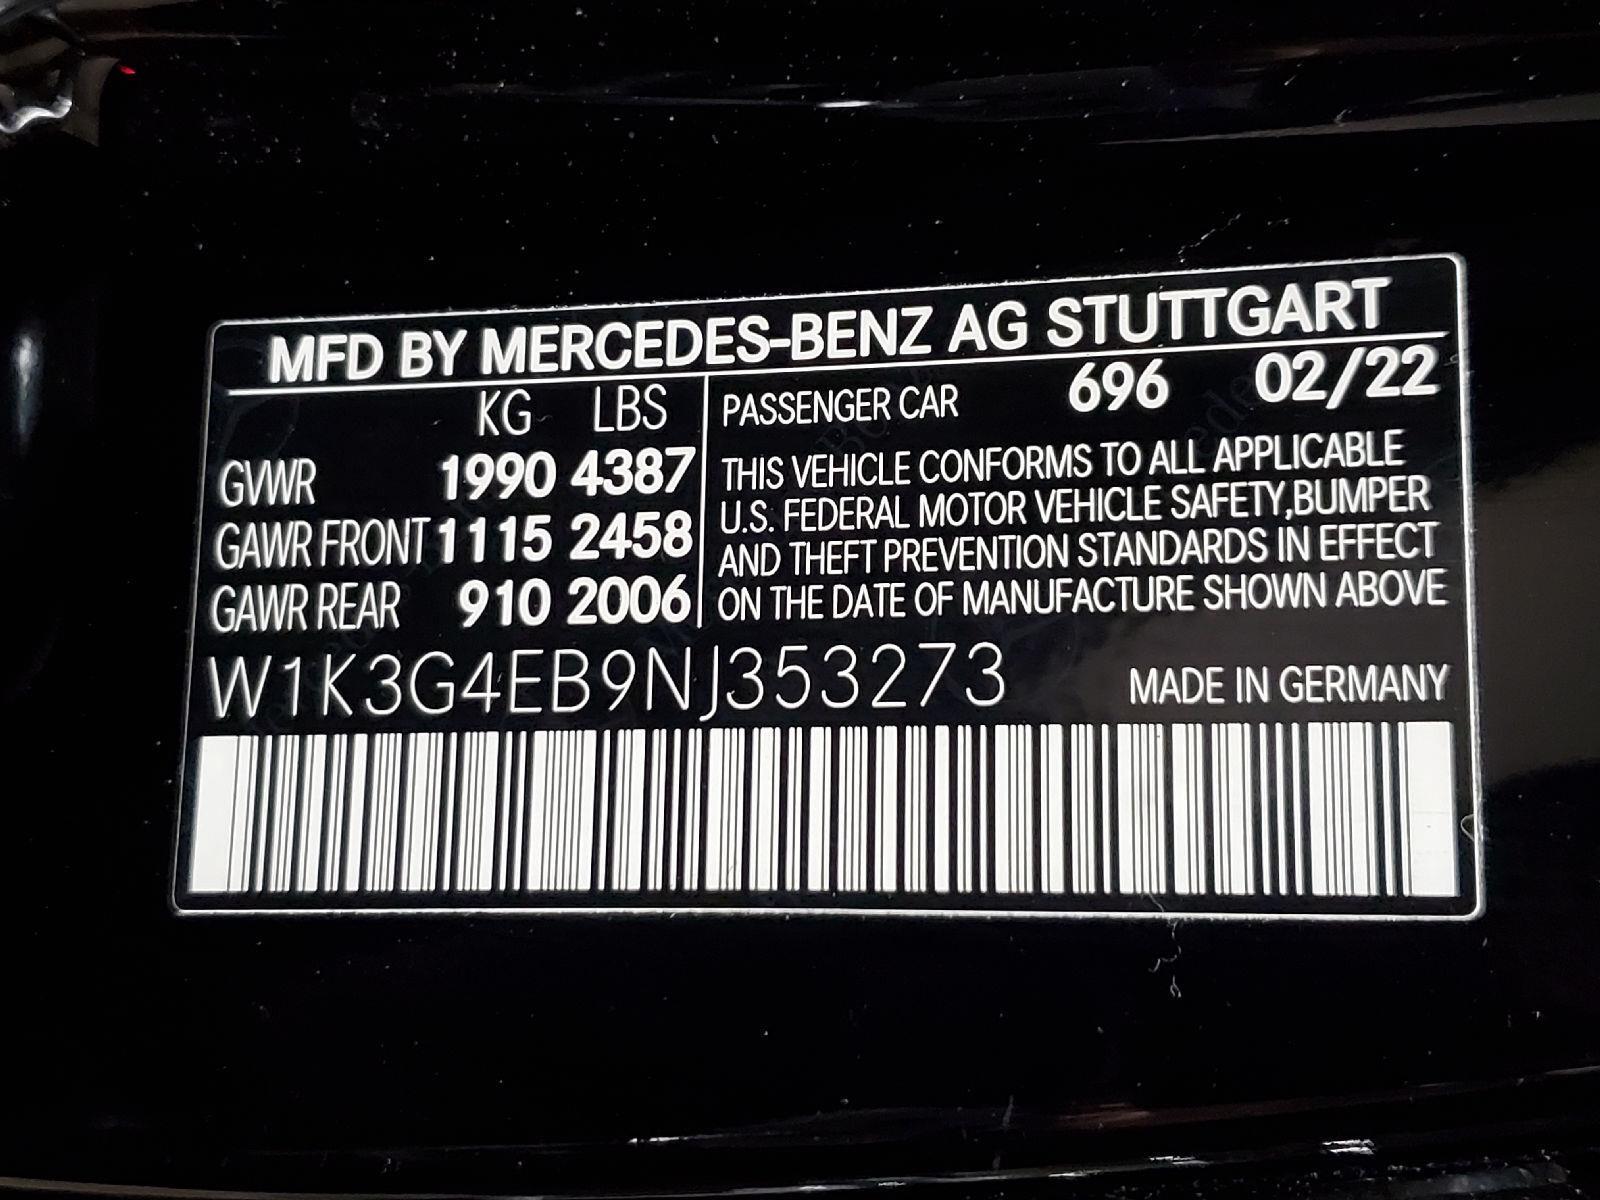 MFD BY MERCEDES-BENZ AG STUTTGART
KG LBS
GVWR 1990 4387
GAWR FRONT 1115 2458
GAWR REAR 910 2006
PASSENGER CAR 696 02/22
THIS VEHICLE CONFORMS TO ALL APPLICABLE
U.S. FEDERAL MOTOR VEHICLE SAFETY,BUMPER
AND THEFT PREVENTION STANDARDS IN EFFECT
ON THE DATE OF MANUFACTURE SHOWN ABOVE
W1K3G4EB9NJ353273
MADE IN GERMANY